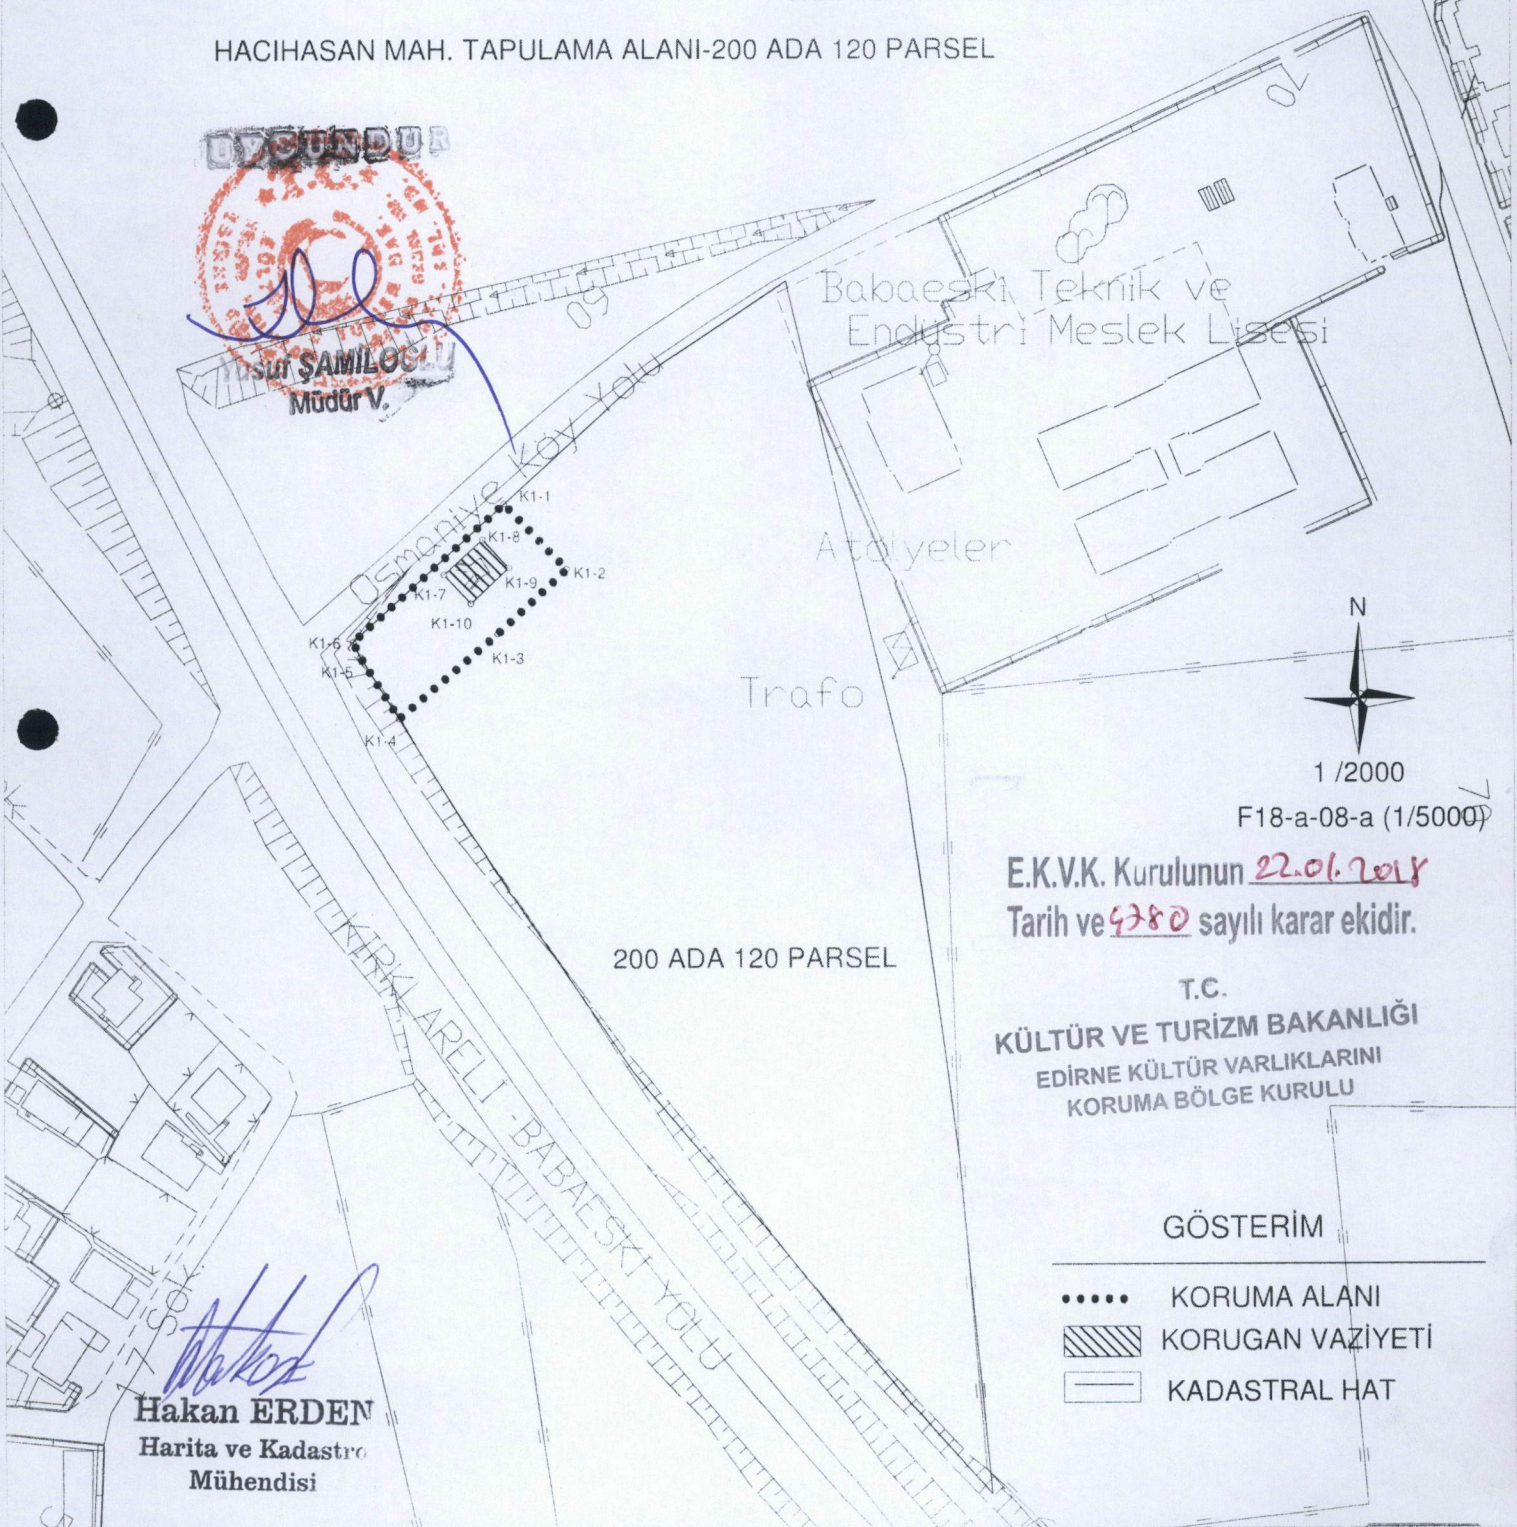 HACIHASAN MAH. TAPULAMA ALANI-200 ADA 120 PARSEL
UYGUNDUR
Yusuf ŞAMİLOĞLU
Müdür V.
70
60
Babaeski Teknik ve
Endüstri Meslek Lisesi
Osmaniye Köy Yolu
K1-1
K1-8
K1-2
K1-9
K1-7
K1-10
K1-6
K1-3
K1-5
K1-4
Atölyeler
Trafo
N
1 /2000
F18-a-08-a (1/5000)
E.K.V.K. Kurulunun 22.01.2018
Tarih ve 4780 sayılı karar ekidir.
200 ADA 120 PARSEL
T.C.
KÜLTÜR VE TURİZM BAKANLIĞI
EDİRNE KÜLTÜR VARLIKLARINI
KORUMA BÖLGE KURULU
KIRKLARELİ -BABAESKİ YOLU
GÖSTERİM
KORUMA ALANI
KORUGAN VAZİYETİ
KADASTRAL HAT
Hakan ERDEN
Harita ve Kadastro
Mühendisi